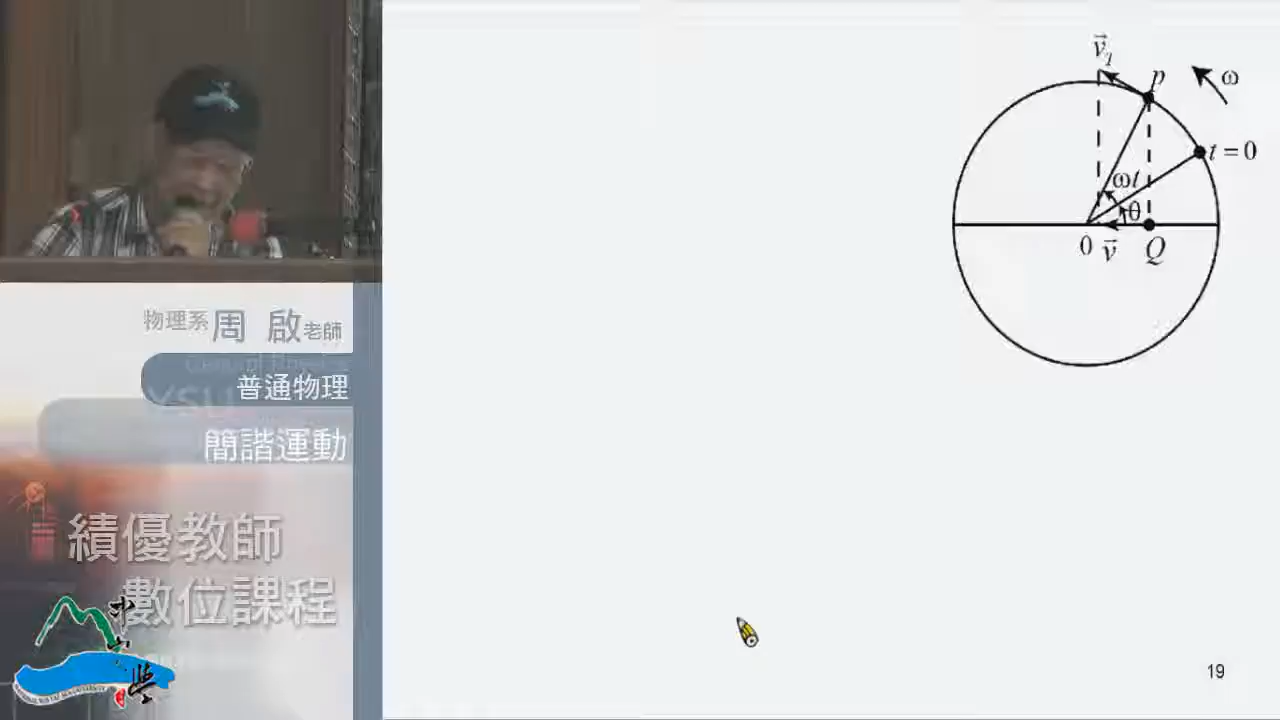 物理系周 啟老師
普通物理
簡諧運動
績優教師
數位課程
v⃗₁
p
ω
t = 0
ωt
θ
0
v⃗
Q
19